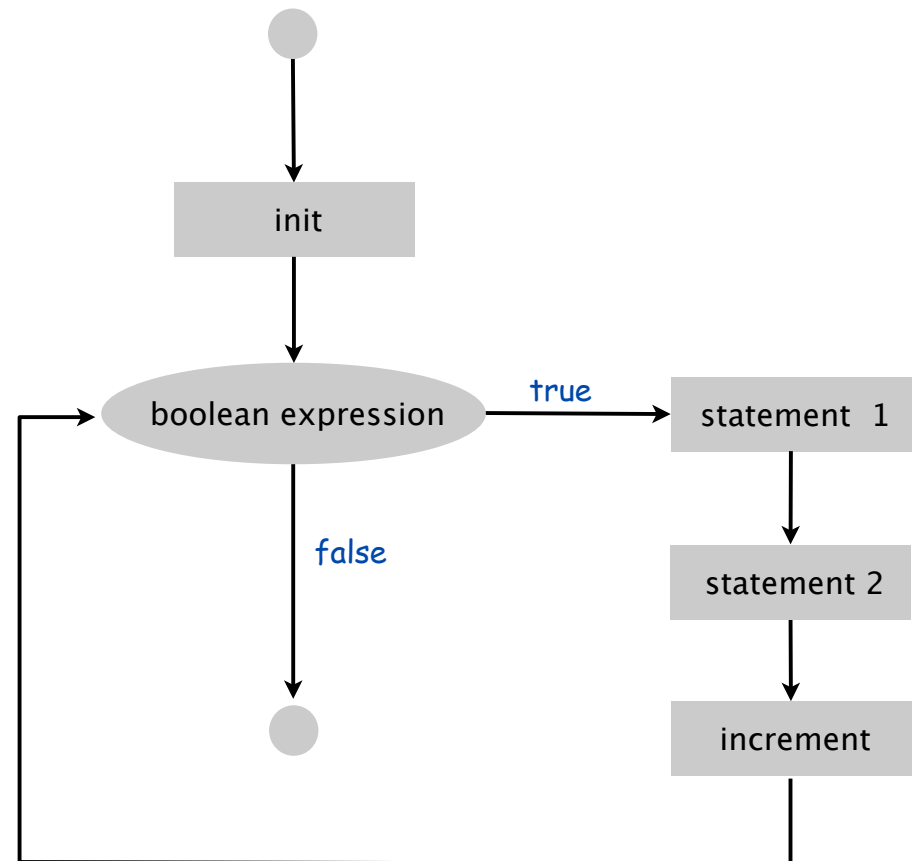 init
boolean expression
true
statement 1
false
statement 2
increment